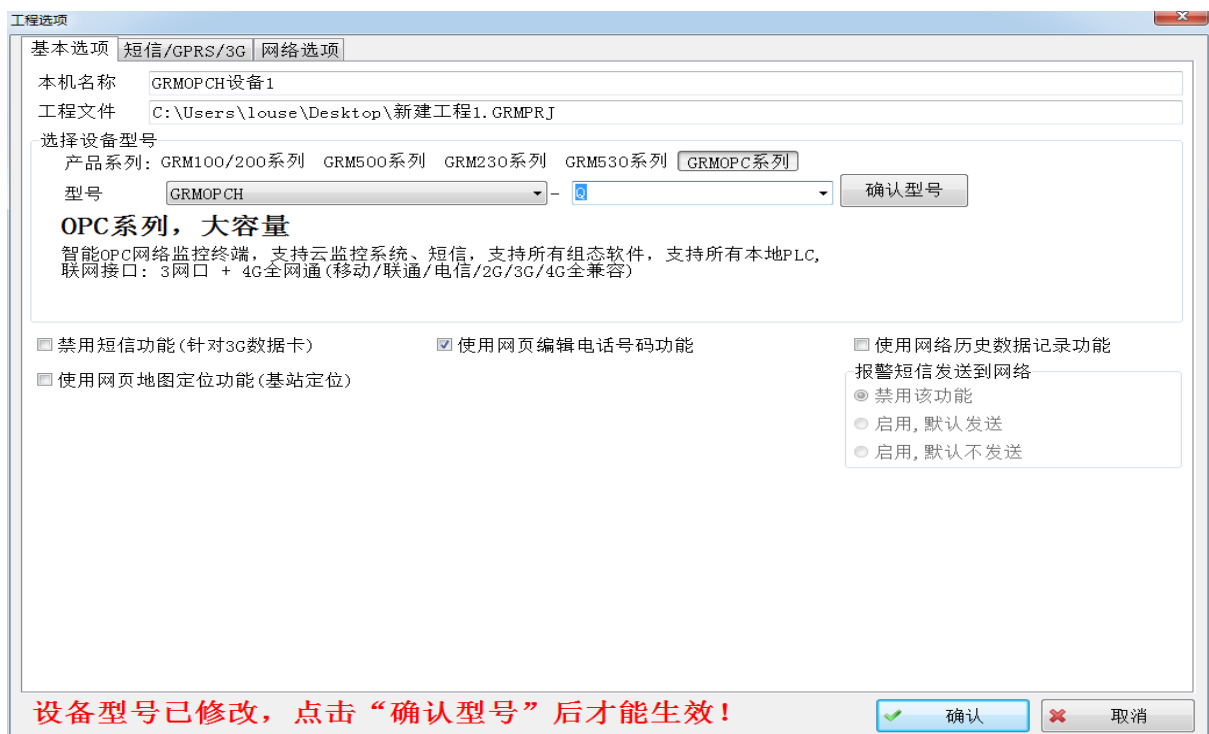 工程选项
基本选项 短信/GPRS/3G 网络选项
本机名称 GRMOPCH设备1
工程文件 C:\Users\louse\Desktop\新建工程1.GRMPRJ
选择设备型号
产品系列: GRM100/200系列 GRM500系列 GRM230系列 GRM530系列 GRMOPC系列
型号 GRMOPCH - Q 确认型号
OPC系列，大容量
智能OPC网络监控终端，支持云监控系统、短信，支持所有组态软件，支持所有本地PLC,
联网接口: 3网口 + 4G全网通(移动/联通/电信/2G/3G/4G全兼容)
禁用短信功能(针对3G数据卡) 使用网页编辑电话号码功能 使用网络历史数据记录功能
使用网页地图定位功能(基站定位)
报警短信发送到网络
禁用该功能
启用,默认发送
启用,默认不发送
设备型号已修改，点击“确认型号”后才能生效！ 确认 取消